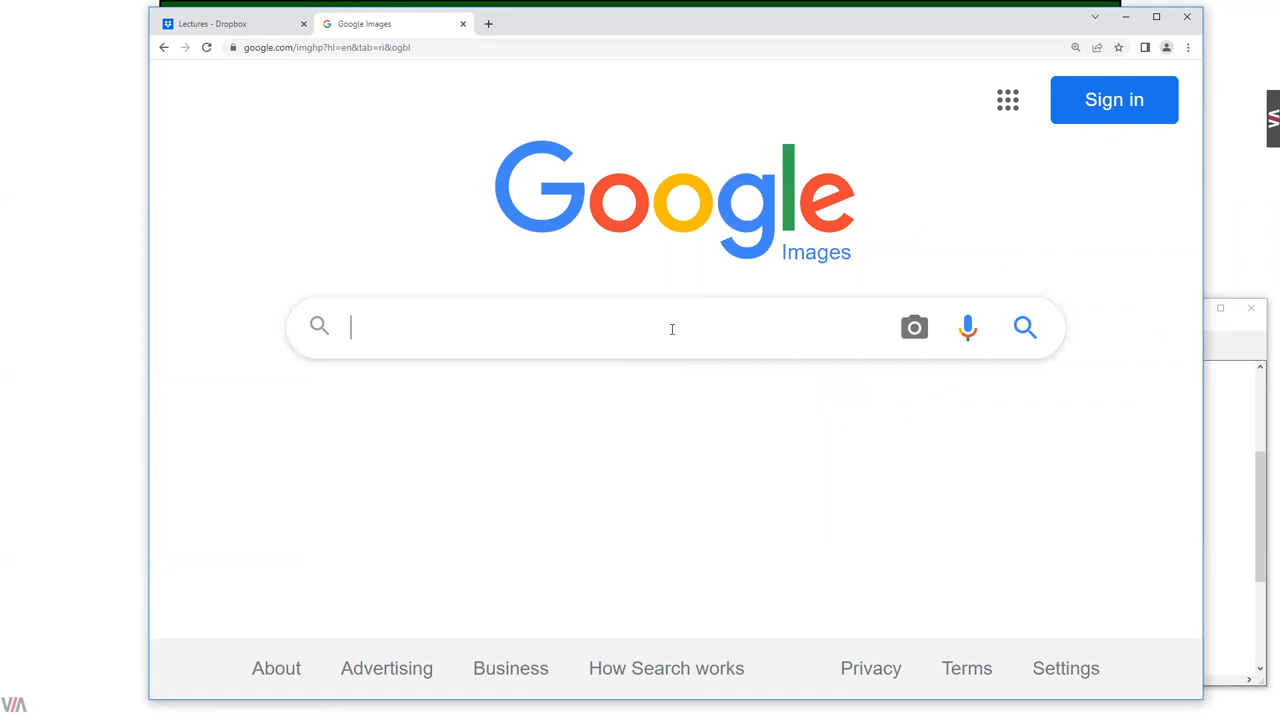 Lectures - Dropbox
Google Images
google.com/imghp?hl=en&tab=ri&ogbl
Sign in
Google
Images
About
Advertising
Business
How Search works
Privacy
Terms
Settings
VIA